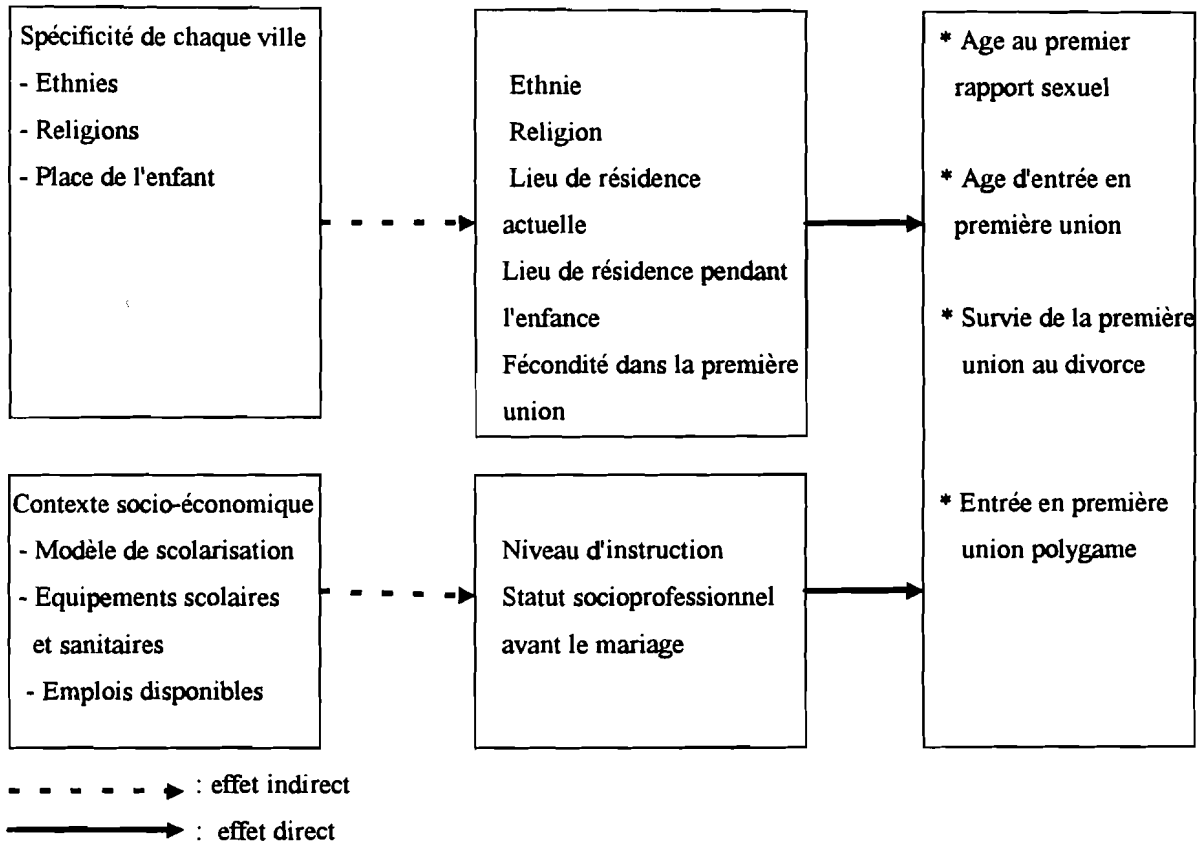 Spécificité de chaque ville
- Ethnies
- Religions
- Place de l'enfant
Ethnie
Religion
Lieu de résidence
actuelle
Lieu de résidence pendant
l'enfance
Fécondité dans la première
union
* Age au premier
rapport sexuel
* Age d'entrée en
première union
* Survie de la première
union au divorce
* Entrée en première
union polygame
Contexte socio-économique
- Modèle de scolarisation
- Equipements scolaires
et sanitaires
- Emplois disponibles
Niveau d'instruction
Statut socioprofessionnel
avant le mariage
: effet indirect
: effet direct